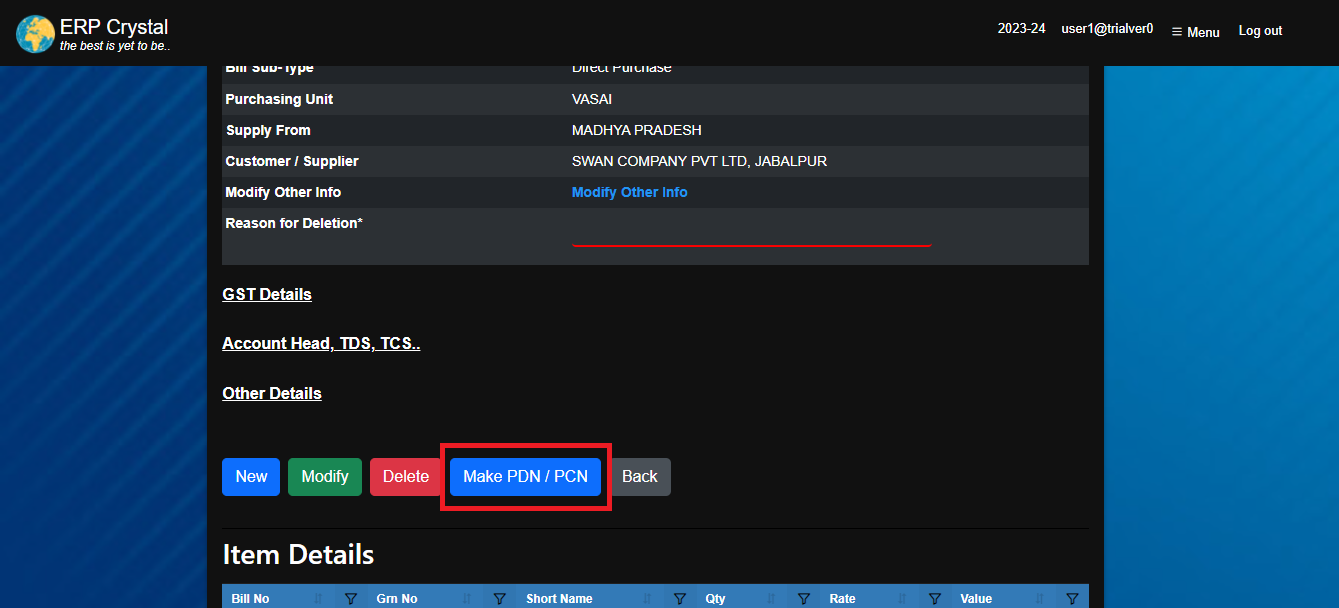 ERP Crystal
the best is yet to be..
2023-24 user1@trialver0 ☰ Menu Log out
Bill Sub-Type Direct Purchase
Purchasing Unit VASAI
Supply From MADHYA PRADESH
Customer / Supplier SWAN COMPANY PVT LTD, JABALPUR
Modify Other Info Modify Other Info
Reason for Deletion*
GST Details
Account Head, TDS, TCS..
Other Details
New Modify Delete Make PDN / PCN Back
Item Details
Bill No Grn No Short Name Qty Rate Value